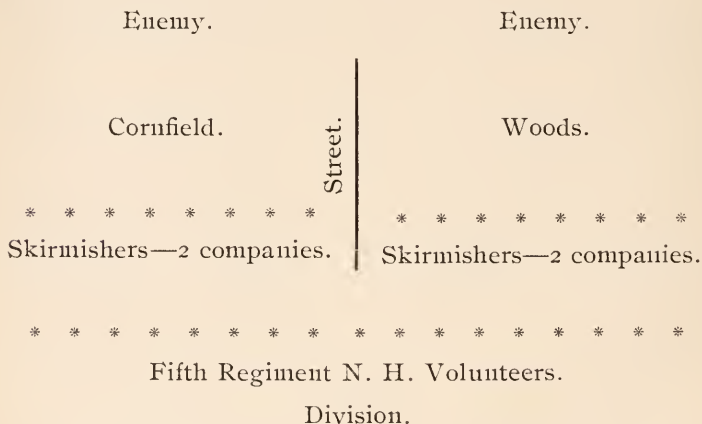 Enemy. Enemy.
Cornfield. Woods.
Street.
* * * * * * * * * * * * * * * *
Skirmishers—2 companies. Skirmishers—2 companies.
* * * * * * * * * * * * * * * * *
Fifth Regiment N. H. Volunteers.
Division.